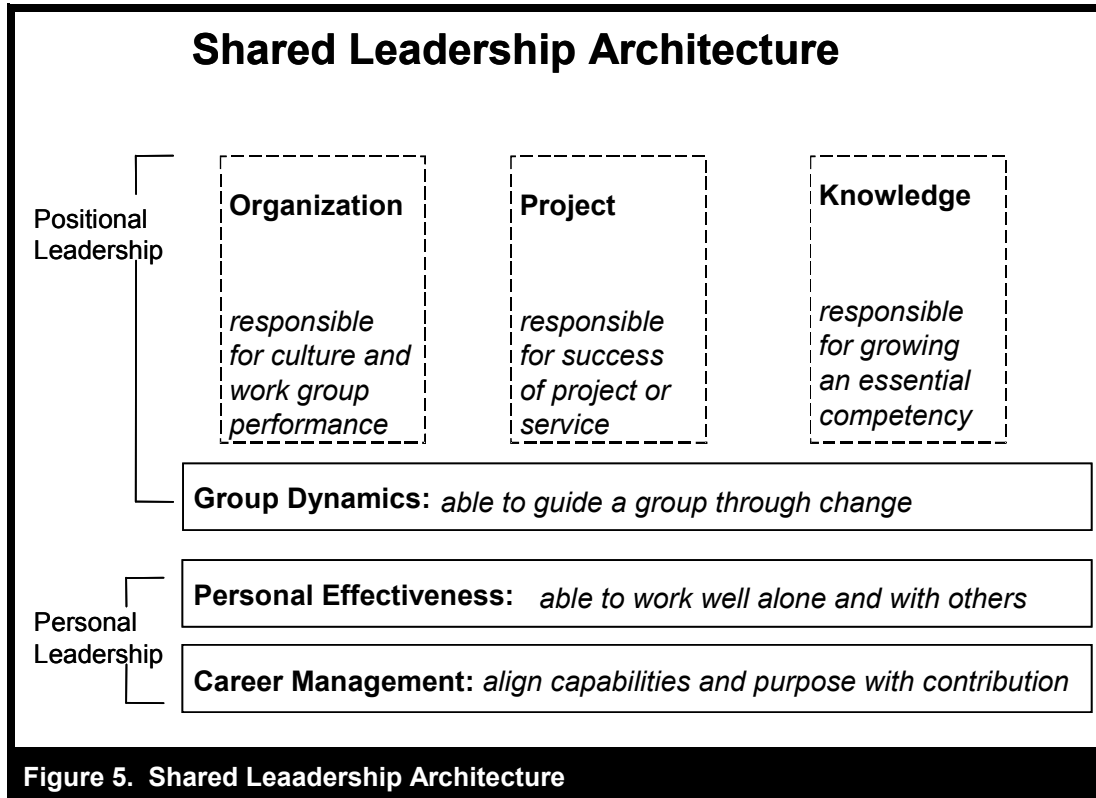 Shared Leadership Architecture
Positional
Leadership
Organization
responsible
for culture and
work group
performance
Project
responsible
for success
of project or
service
Knowledge
responsible
for growing
an essential
competency
Group Dynamics: able to guide a group through change
Personal
Leadership
Personal Effectiveness: able to work well alone and with others
Career Management: align capabilities and purpose with contribution
Figure 5. Shared Leaadership Architecture